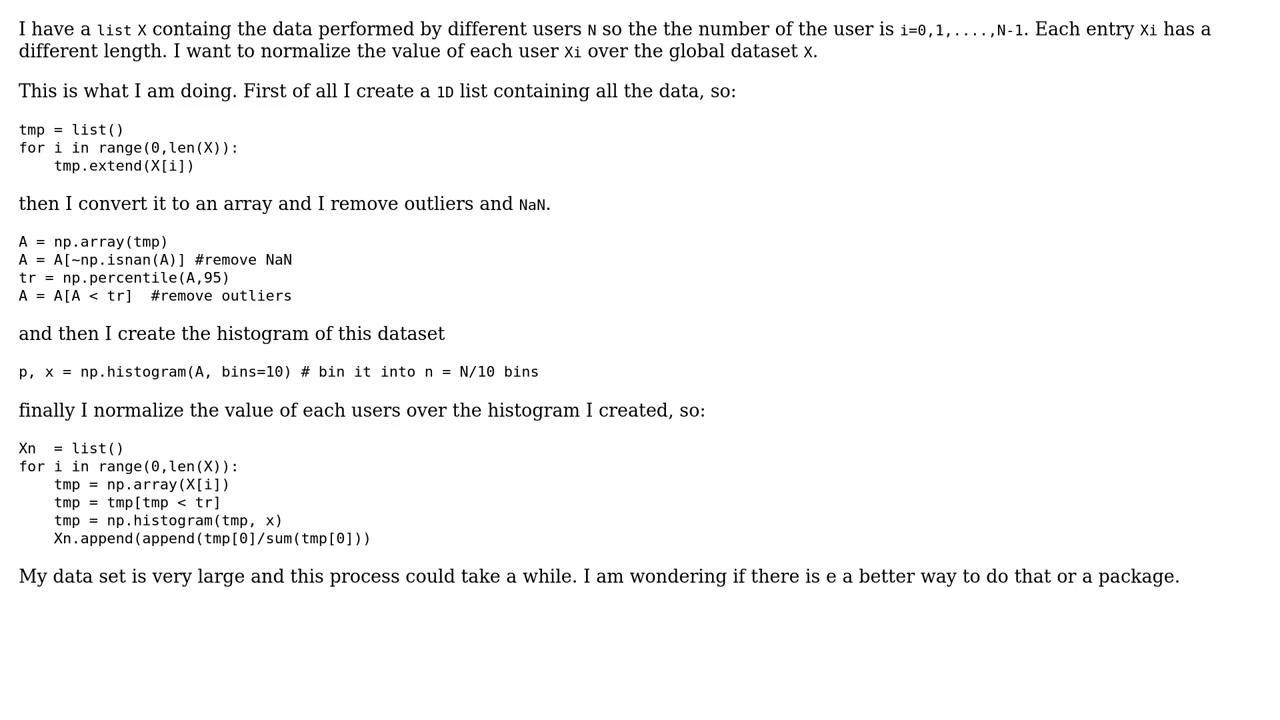 I have a list X containg the data performed by different users N so the the number of the user is i=0,1,....,N-1. Each entry Xi has a
different length. I want to normalize the value of each user Xi over the global dataset X.
This is what I am doing. First of all I create a 1D list containing all the data, so:
tmp = list()
for i in range(0,len(X)):
    tmp.extend(X[i])
then I convert it to an array and I remove outliers and NaN.
A = np.array(tmp)
A = A[~np.isnan(A)] #remove NaN
tr = np.percentile(A,95)
A = A[A < tr]  #remove outliers
and then I create the histogram of this dataset
p, x = np.histogram(A, bins=10) # bin it into n = N/10 bins
finally I normalize the value of each users over the histogram I created, so:
Xn  = list()
for i in range(0,len(X)):
    tmp = np.array(X[i])
    tmp = tmp[tmp < tr]
    tmp = np.histogram(tmp, x)
    Xn.append(append(tmp[0]/sum(tmp[0]))
My data set is very large and this process could take a while. I am wondering if there is e a better way to do that or a package.